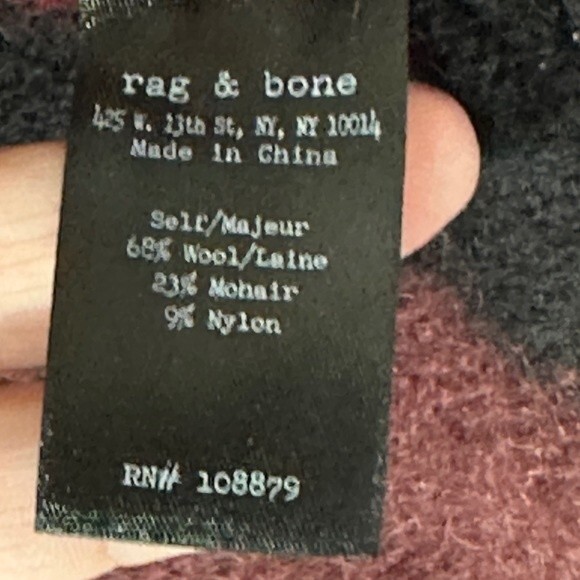 rag & bone
425 W. 13th St, NY, NY 10014
Made in China
Self/Majeur
68% Wool/Laine
23% Mohair
9% Nylon
RN# 108879